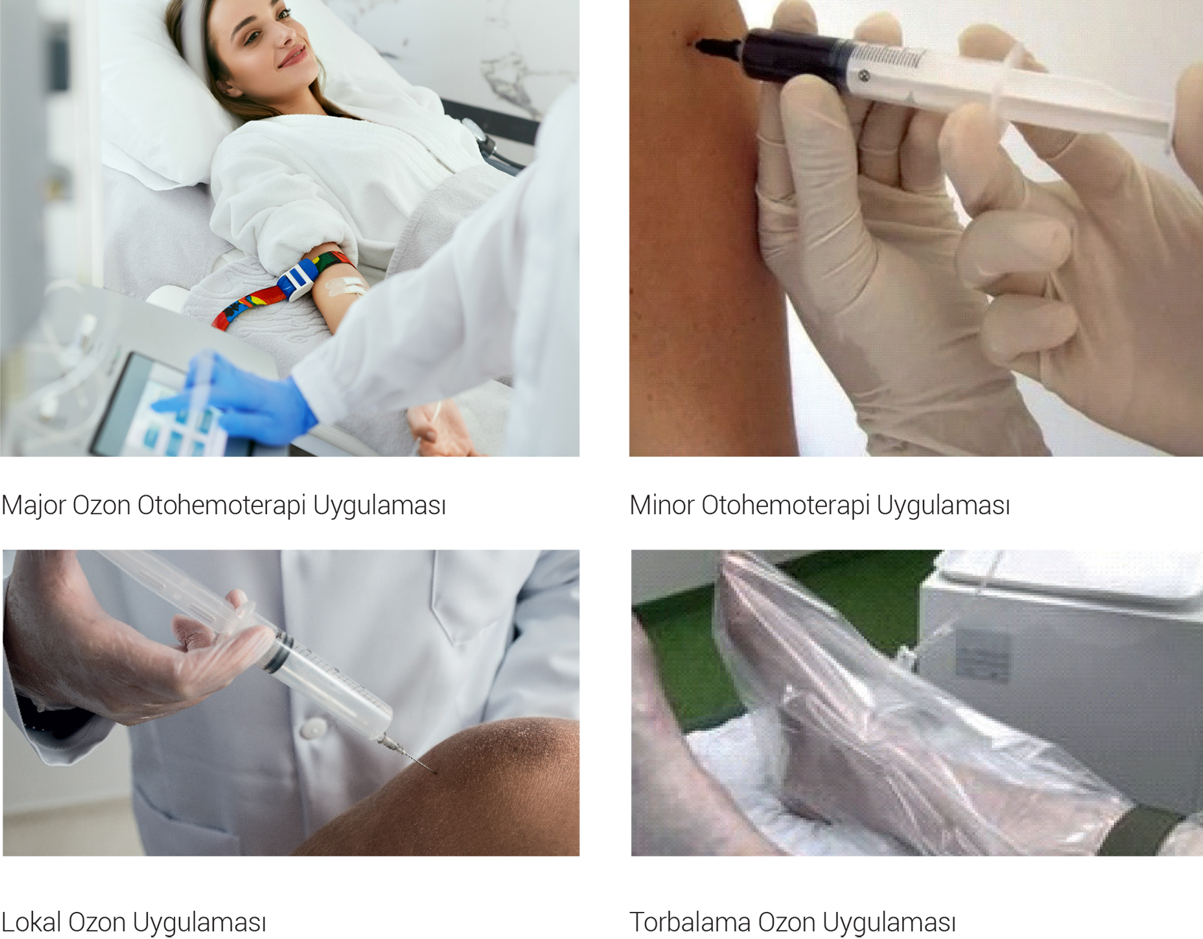 Major Ozon Otohemoterapi Uygulaması
Minor Otohemoterapi Uygulaması
Lokal Ozon Uygulaması
Torbalama Ozon Uygulaması